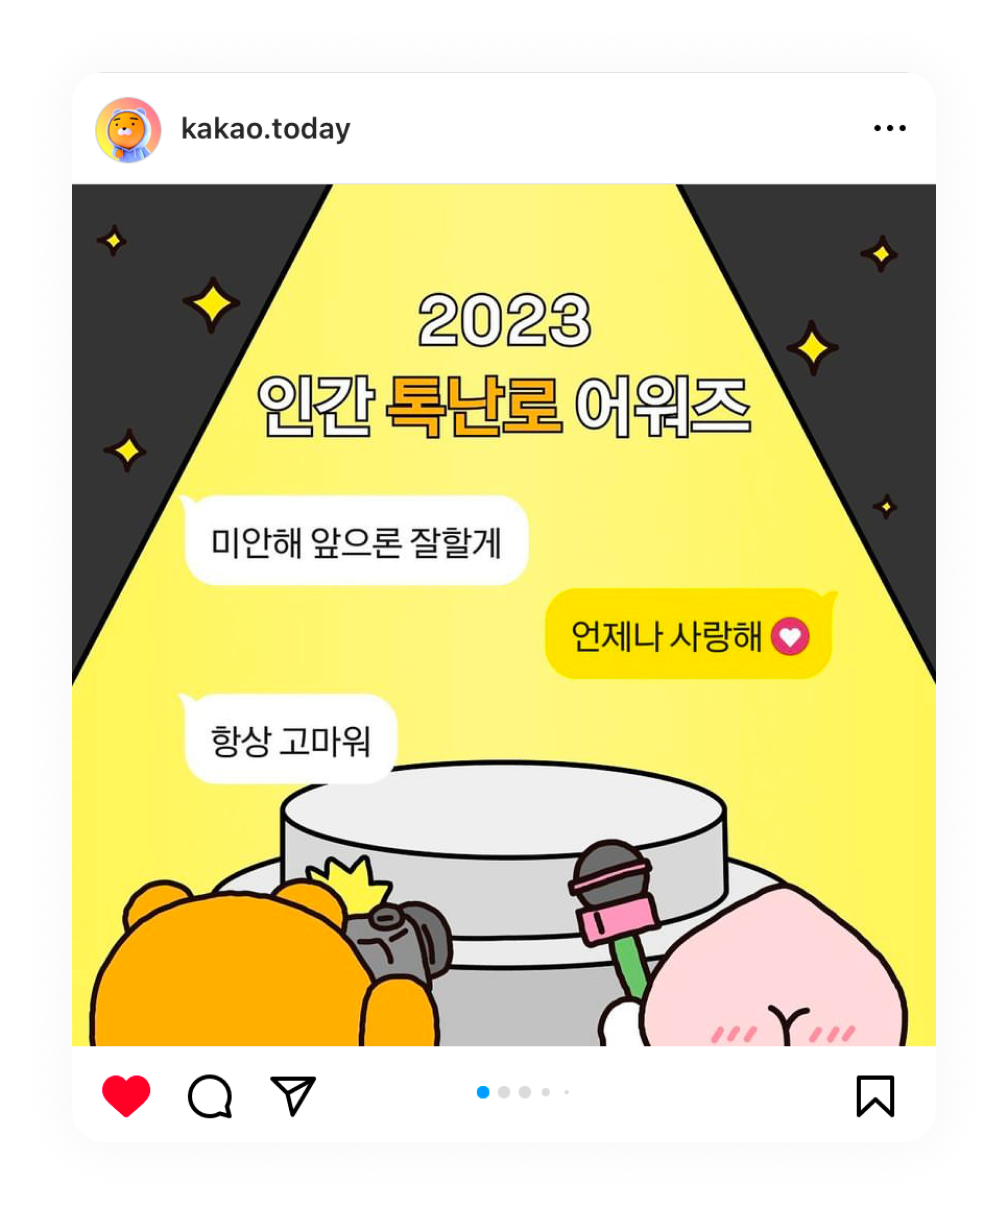 kakao.today
2023
인간 톡난로 어워즈
미안해 앞으론 잘할게
언제나 사랑해
항상 고마워